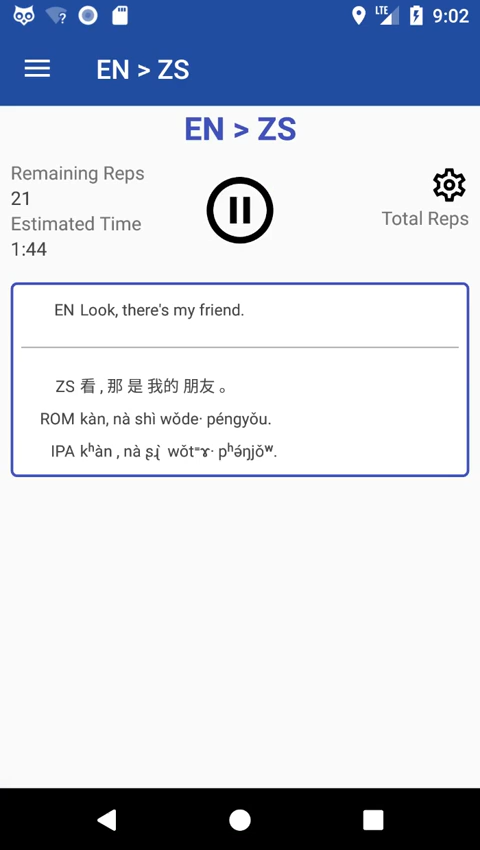 LTE 9:02
EN > ZS
EN > ZS
Remaining Reps
21
Estimated Time
1:44
Total Reps
EN Look, there's my friend.
ZS 看 , 那 是 我的 朋友 。
ROM kàn, nà shì wǒde· péngyǒu.
IPA kʰàn , nà ʂɻ̩̀ wǒt⁼ɤ· pʰə́ŋjǒʷ.